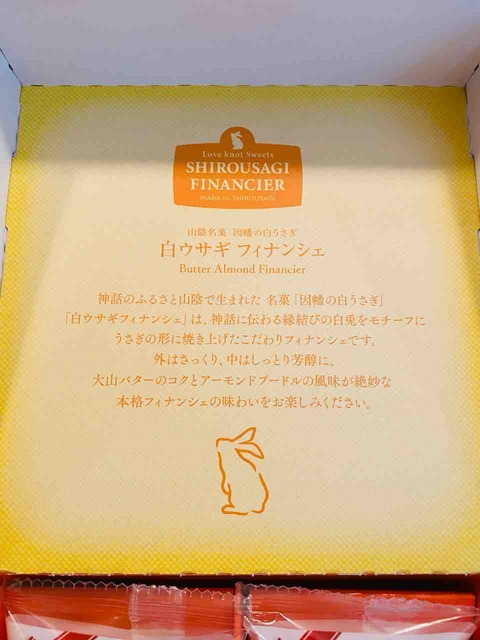 Love knot Sweets
SHIROUSAGI
FINANCIER
INABA no SHIROUSAGI
山陰名菓 因幡の白うさぎ
白ウサギ フィナンシェ
Butter Almond Financier
神話のふるさと山陰で生まれた 名菓「因幡の白うさぎ」
「白ウサギフィナンシェ」は、神話に伝わる縁結びの白兎をモチーフに
うさぎの形に焼き上げたこだわりフィナンシェです。
外はさっくり、中はしっとり芳醇に、
大山バターのコクとアーモンドプードルの風味が絶妙な
本格フィナンシェの味わいをお楽しみください。